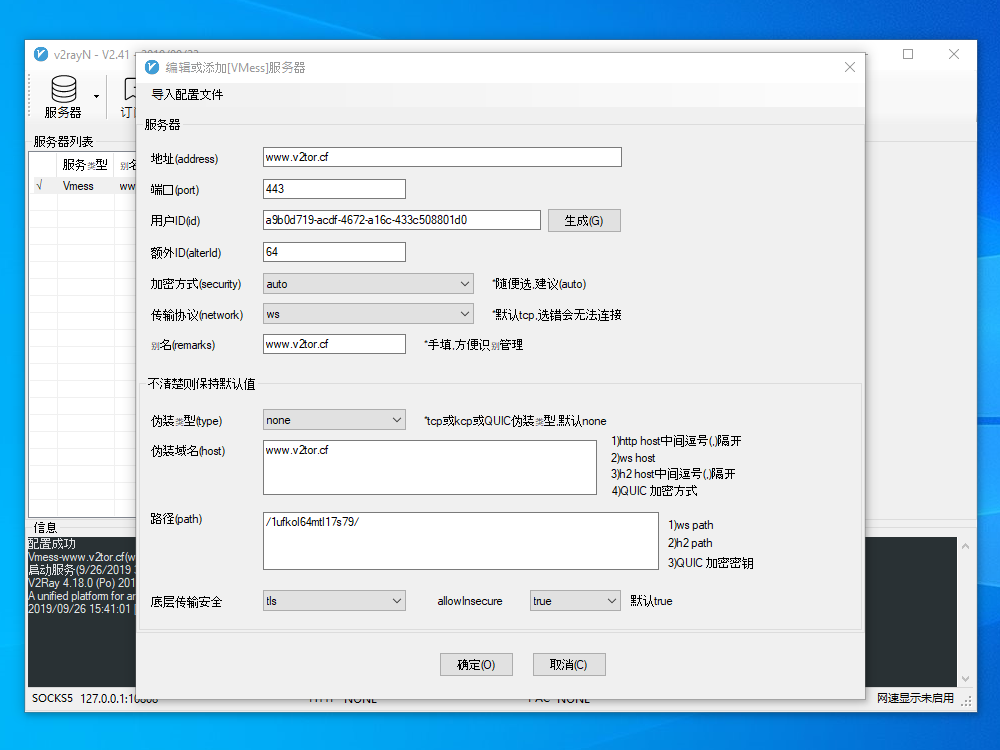 v2rayN - V2.41 - 2019/09/23
编辑或添加[VMess]服务器
导入配置文件
服务器
订
服务器
服务器列表
服务类型 别名
√ Vmess ww
地址(address) www.v2tor.cf
端口(port) 443
用户ID(id) a9b0d719-acdf-4672-a16c-433c508801d0 生成(G)
额外ID(alterId) 64
加密方式(security) auto *随便选,建议(auto)
传输协议(network) ws *默认tcp,选错会无法连接
别名(remarks) www.v2tor.cf *手填,方便识别管理
不清楚则保持默认值
伪装类型(type) none *tcp或kcp或QUIC伪装类型,默认none
伪装域名(host) www.v2tor.cf
1)http host中间逗号(,)隔开
2)ws host
3)h2 host中间逗号(,)隔开
4)QUIC 加密方式
路径(path) /1ufkol64mtl17s79/
1)ws path
2)h2 path
3)QUIC 加密密钥
底层传输安全 tls allowInsecure true 默认true
确定(O) 取消(C)
信息
配置成功
Vmess-www.v2tor.cf(w
启动服务(9/26/2019
V2Ray 4.18.0 (Po) 201
A unified platform for an
2019/09/26 15:41:01
SOCKS5 127.0.0.1:10808 HTTP NONE PAC NONE 网速显示未启用